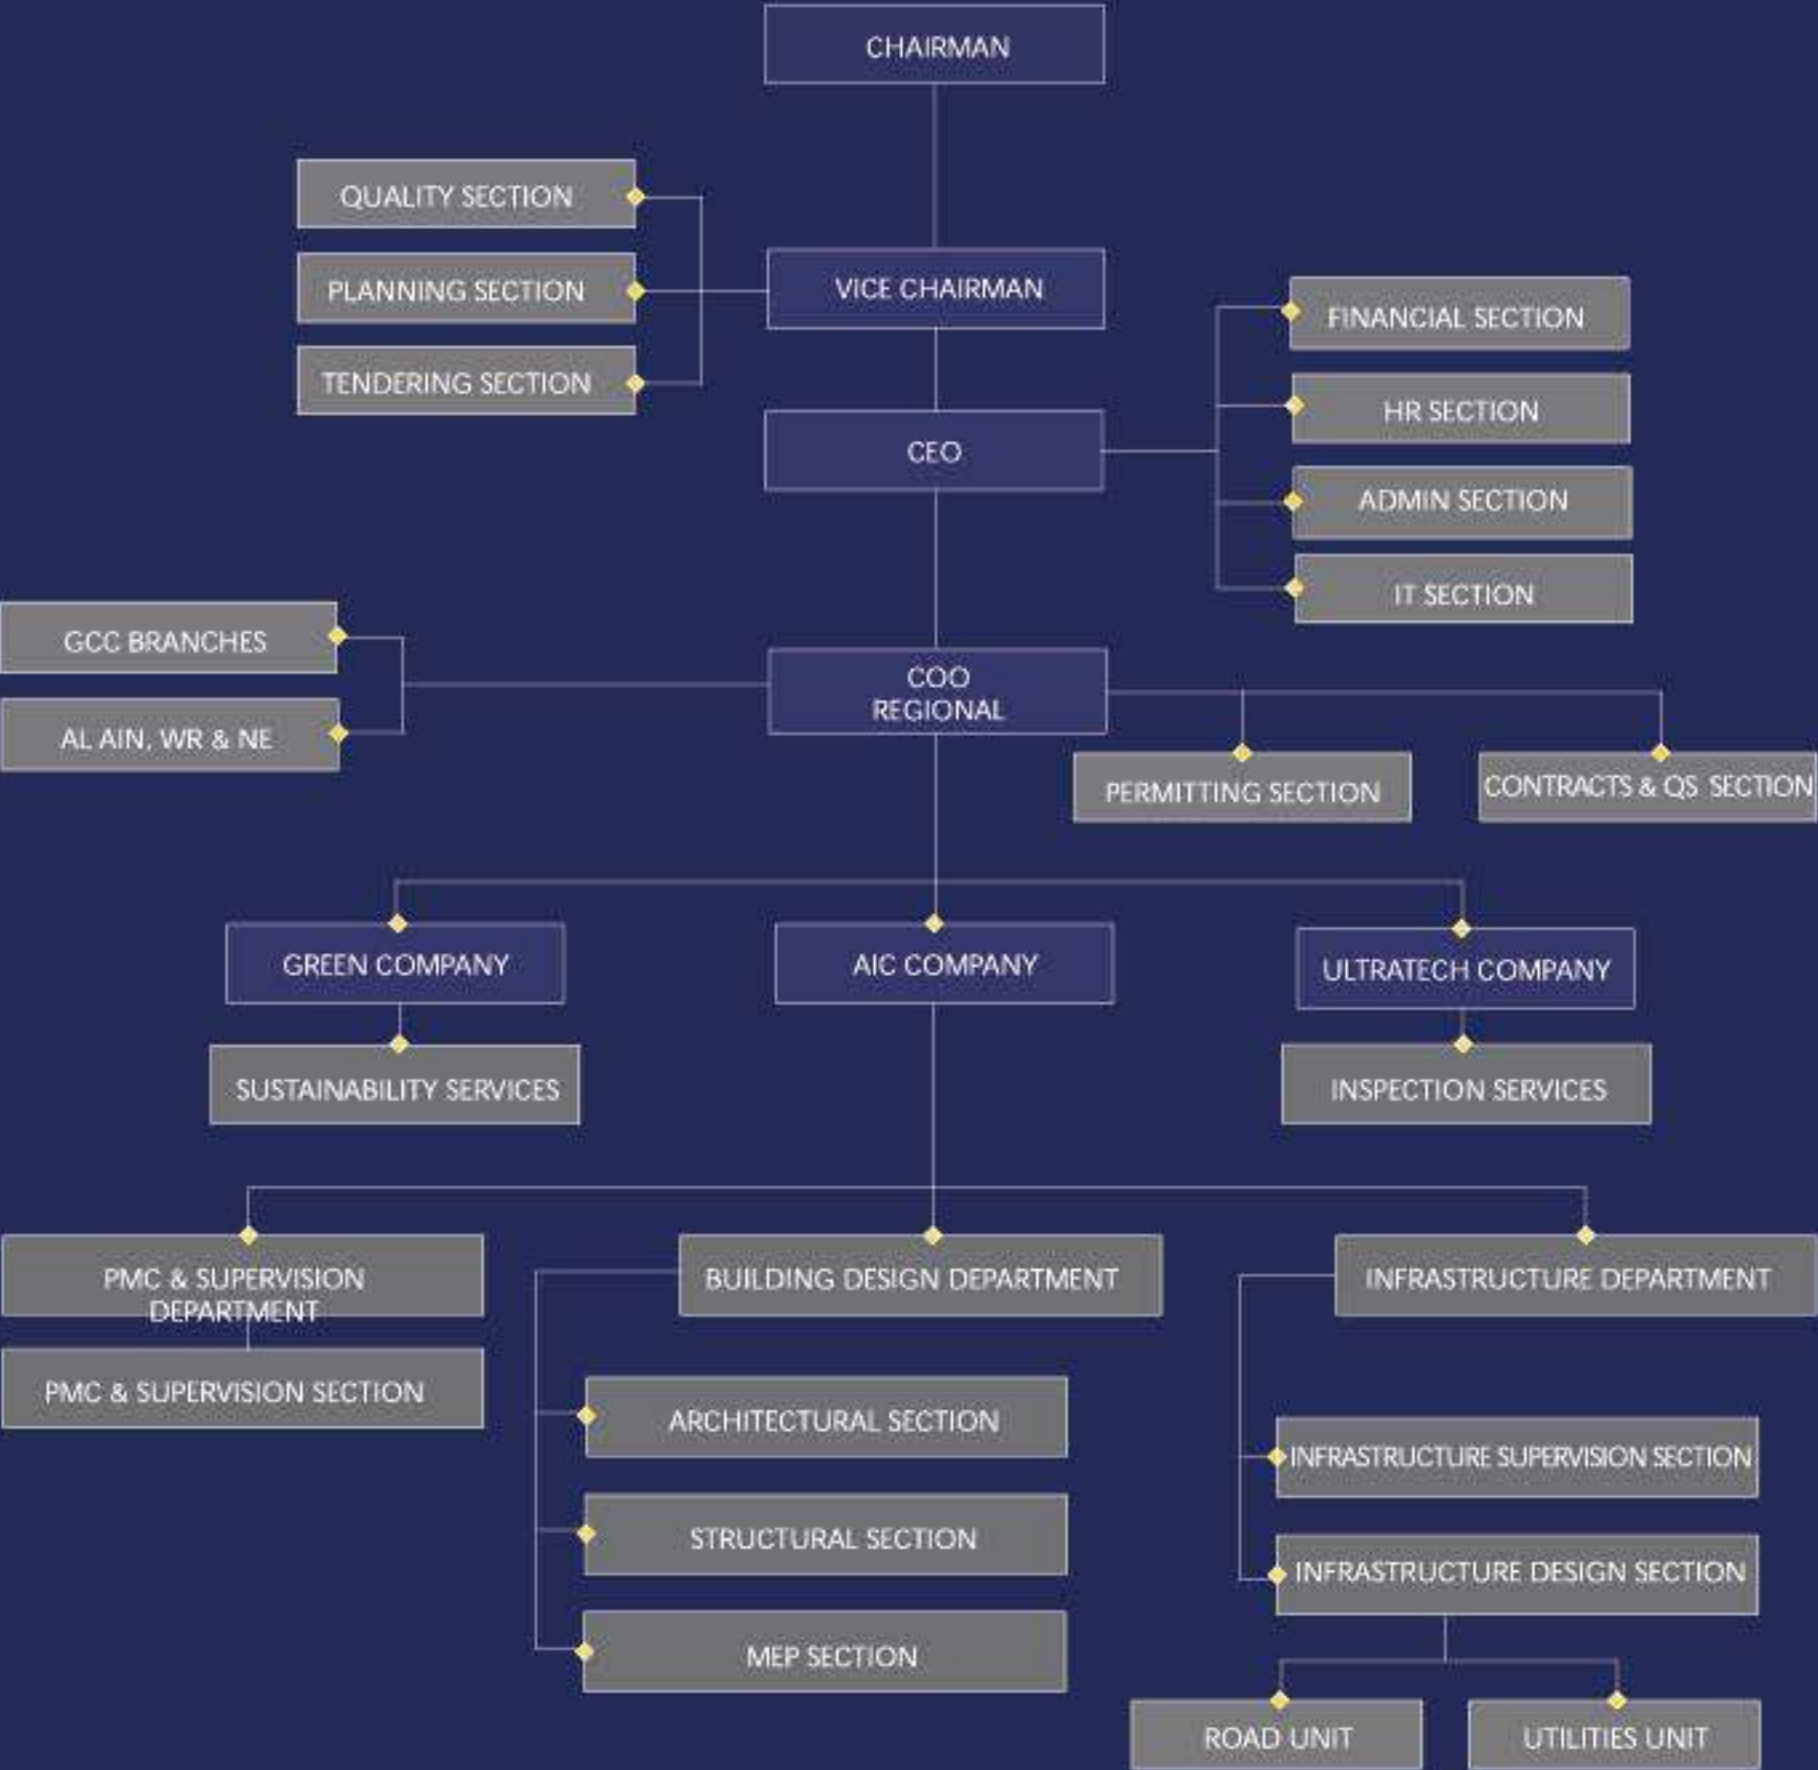 CHAIRMAN
QUALITY SECTION
PLANNING SECTION
TENDERING SECTION
VICE CHAIRMAN
FINANCIAL SECTION
HR SECTION
ADMIN SECTION
IT SECTION
CEO
GCC BRANCHES
AL AIN, WR & NE
COO
REGIONAL
PERMITTING SECTION
CONTRACTS & QS SECTION
GREEN COMPANY
AIC COMPANY
ULTRATECH COMPANY
SUSTAINABILITY SERVICES
INSPECTION SERVICES
PMC & SUPERVISION
DEPARTMENT
BUILDING DESIGN DEPARTMENT
INFRASTRUCTURE DEPARTMENT
PMC & SUPERVISION SECTION
ARCHITECTURAL SECTION
STRUCTURAL SECTION
MEP SECTION
INFRASTRUCTURE SUPERVISION SECTION
INFRASTRUCTURE DESIGN SECTION
ROAD UNIT
UTILITIES UNIT